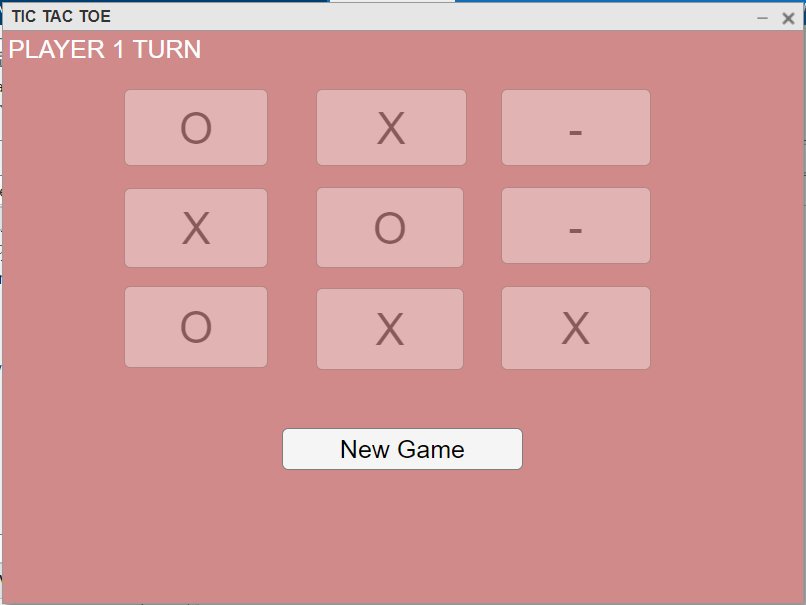 TIC TAC TOE
PLAYER 1 TURN
O X -
X O -
O X X
New Game